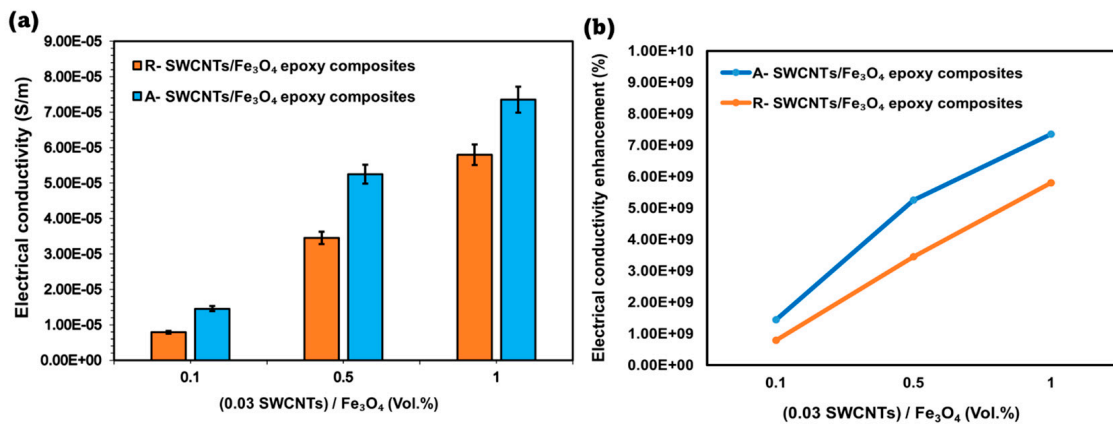 (a)
Electrical conductivity (S/m)
9.00E-05
8.00E-05
7.00E-05
6.00E-05
5.00E-05
4.00E-05
3.00E-05
2.00E-05
1.00E-05
0.00E+00
R- SWCNTs/Fe₃O₄ epoxy composites
A- SWCNTs/Fe₃O₄ epoxy composites
0.1 0.5 1
(0.03 SWCNTs) / Fe₃O₄ (Vol.%)
(b)
Electrical conductivity enhancement (%)
1.00E+10
9.00E+09
8.00E+09
7.00E+09
6.00E+09
5.00E+09
4.00E+09
3.00E+09
2.00E+09
1.00E+09
0.00E+00
A- SWCNTs/Fe₃O₄ epoxy composites
R- SWCNTs/Fe₃O₄ epoxy composites
0.1 0.5 1
(0.03 SWCNTs) / Fe₃O₄ (Vol.%)